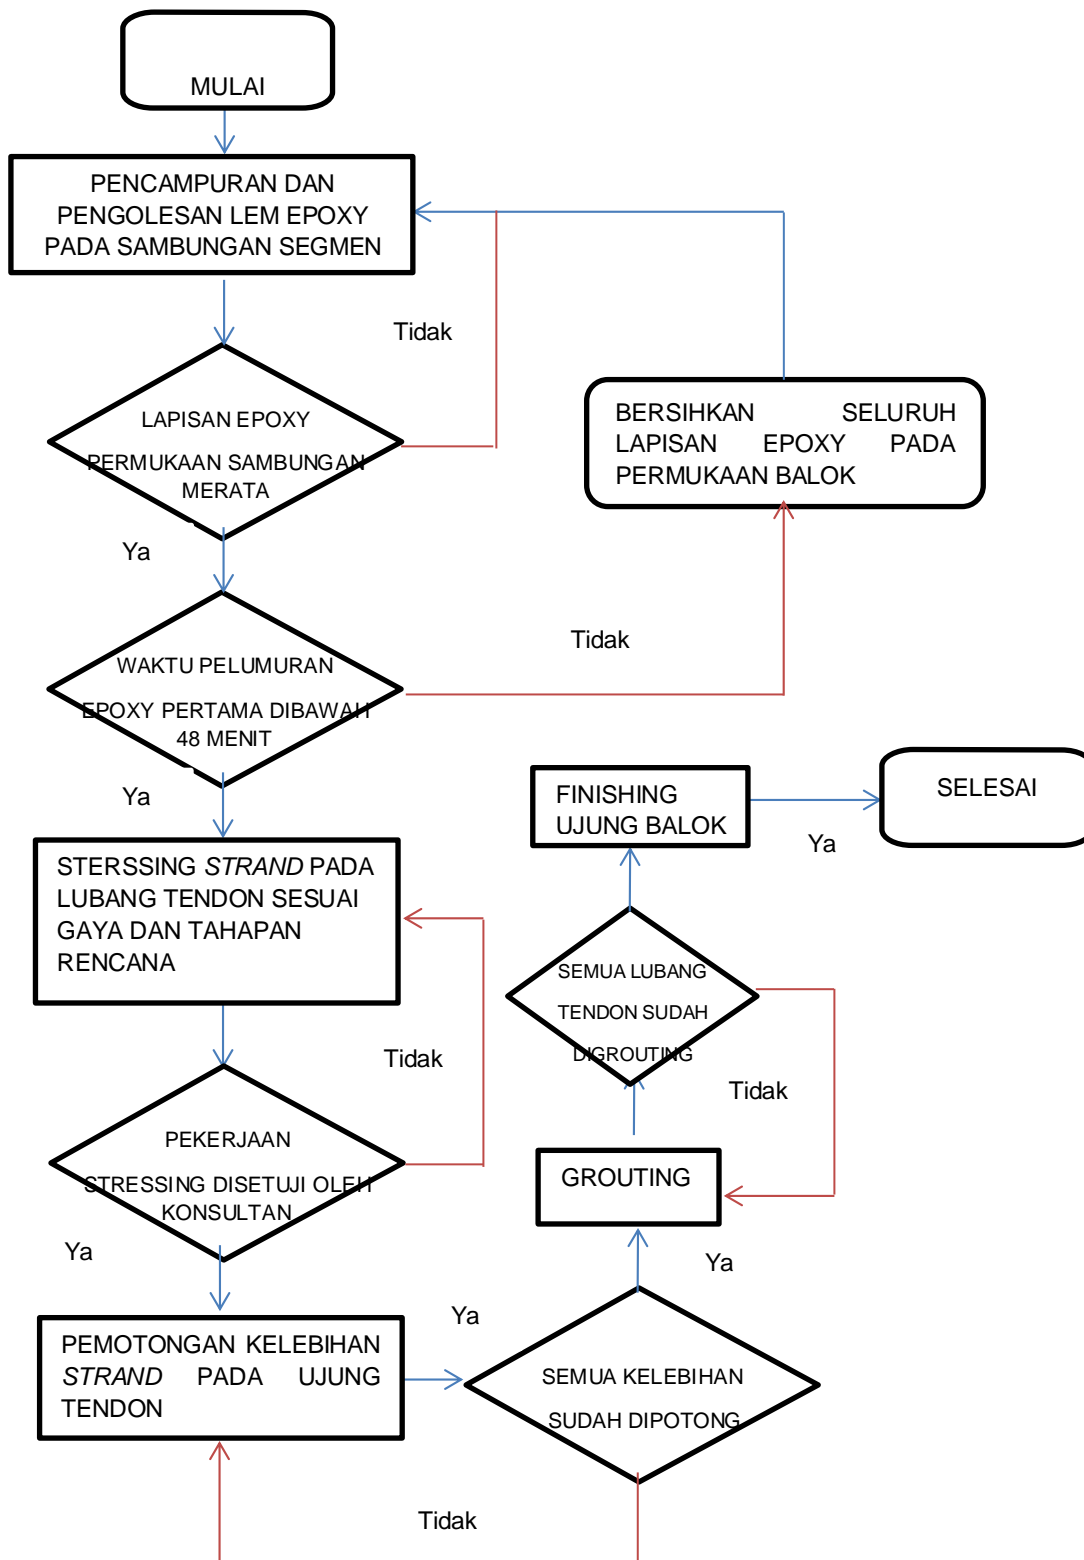 MULAI
PENCAMPURAN DAN
PENGOLESAN LEM EPOXY
PADA SAMBUNGAN SEGMEN
Tidak
LAPISAN EPOXY
PERMUKAAN SAMBUNGAN
MERATA
BERSIHKAN SELURUH
LAPISAN EPOXY PADA
PERMUKAAN BALOK
Ya
Tidak
WAKTU PELUMURAN
EPOXY PERTAMA DIBAWAH
48 MENIT
Ya
STERSSING STRAND PADA
LUBANG TENDON SESUAI
GAYA DAN TAHAPAN
RENCANA
Tidak
PEKERJAAN
STRESSING DISETUJI OLEH
KONSULTAN
Ya
PEMOTONGAN KELEBIHAN
STRAND PADA UJUNG
TENDON
Ya
SEMUA KELEBIHAN
SUDAH DIPOTONG
Tidak
Ya
GROUTING
SEMUA LUBANG
TENDON SUDAH
DIGROUTING
Tidak
FINISHING
UJUNG BALOK
Ya
SELESAI